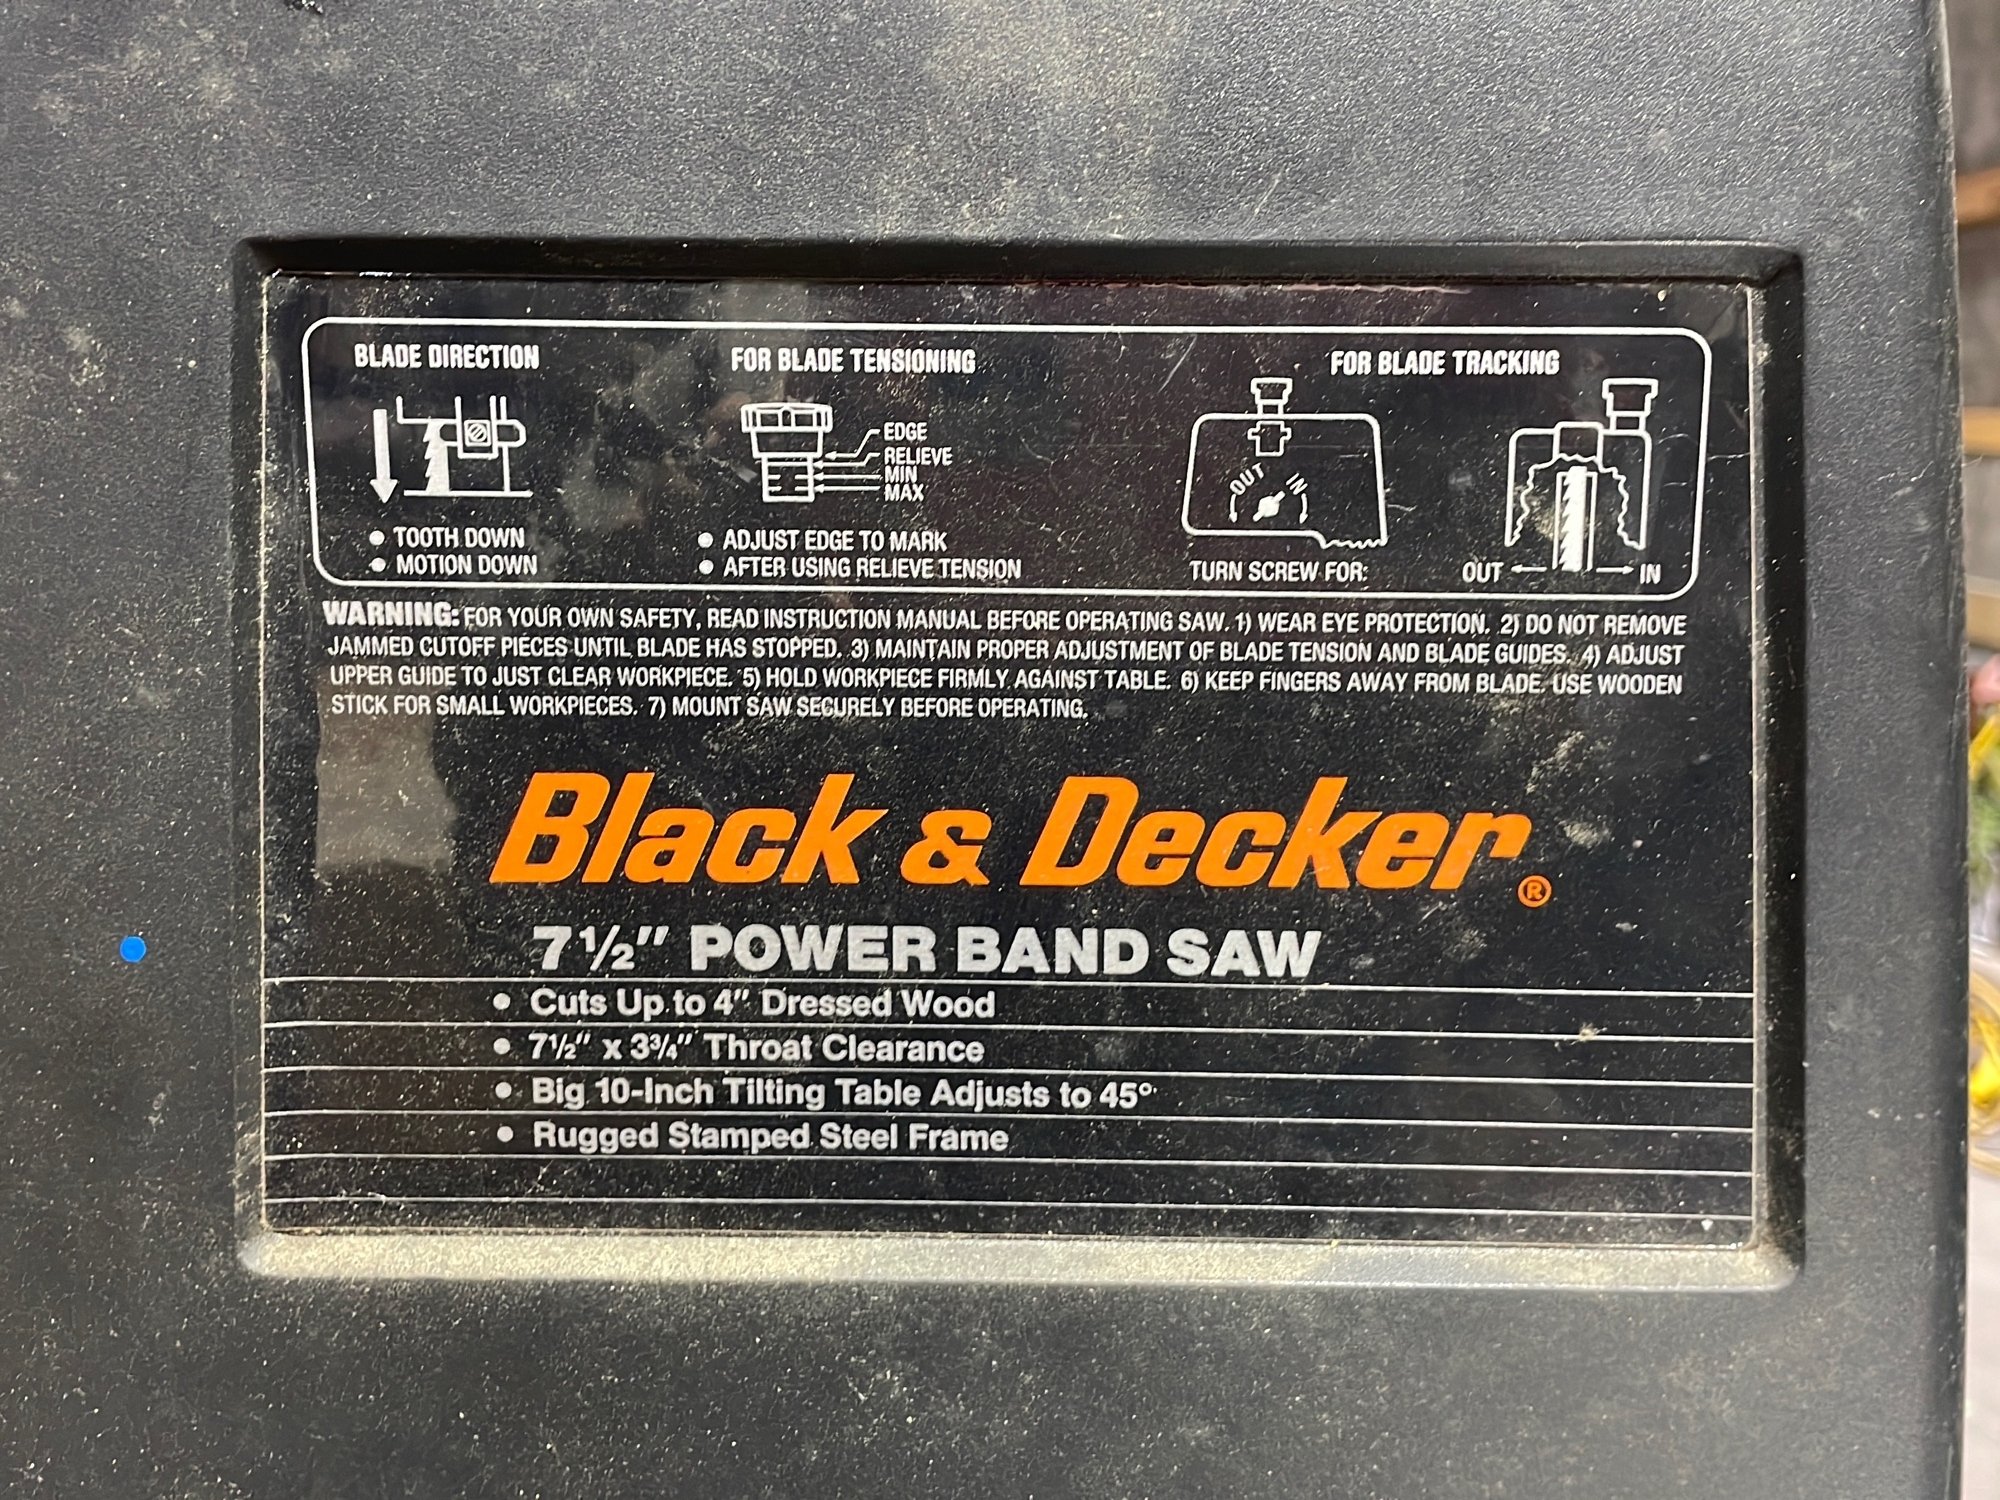 BLADE DIRECTION
FOR BLADE TENSIONING
FOR BLADE TRACKING
EDGE
RELIEVE
MIN
MAX
OUT IN
● TOOTH DOWN
● MOTION DOWN
● ADJUST EDGE TO MARK
● AFTER USING RELIEVE TENSION
TURN SCREW FOR:
OUT IN
WARNING: FOR YOUR OWN SAFETY, READ INSTRUCTION MANUAL BEFORE OPERATING SAW. 1) WEAR EYE PROTECTION. 2) DO NOT REMOVE
JAMMED CUTOFF PIECES UNTIL BLADE HAS STOPPED. 3) MAINTAIN PROPER ADJUSTMENT OF BLADE TENSION AND BLADE GUIDES. 4) ADJUST
UPPER GUIDE TO JUST CLEAR WORKPIECE. 5) HOLD WORKPIECE FIRMLY AGAINST TABLE. 6) KEEP FINGERS AWAY FROM BLADE. USE WOODEN
STICK FOR SMALL WORKPIECES. 7) MOUNT SAW SECURELY BEFORE OPERATING.
Black & Decker®
7½" POWER BAND SAW
• Cuts Up to 4" Dressed Wood
• 7½" x 3¾" Throat Clearance
• Big 10-Inch Tilting Table Adjusts to 45°
• Rugged Stamped Steel Frame